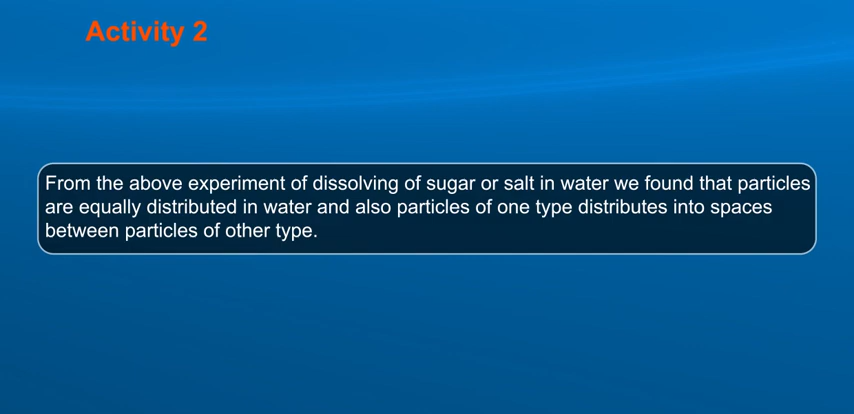 Activity 2
From the above experiment of dissolving of sugar or salt in water we found that particles
are equally distributed in water and also particles of one type distributes into spaces
between particles of other type.